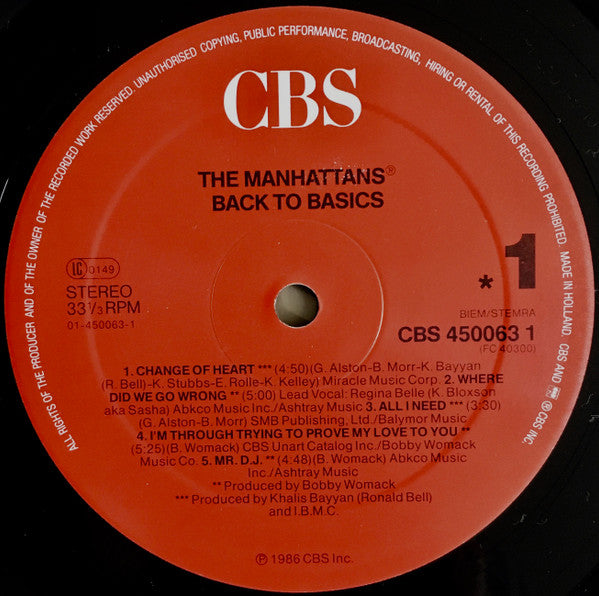 ALL RIGHTS OF THE PRODUCER AND OF THE OWNER OF THE RECORDED WORK RESERVED. UNAUTHORISED COPYING, PUBLIC PERFORMANCE, BROADCASTING, HIRING OR RENTAL OF THIS RECORDING PROHIBITED. MADE IN HOLLAND. CBS AND ℗ CBS INC.
CBS
THE MANHATTANS®
BACK TO BASICS
LC 0149
STEREO
33 1/3 RPM
01-450063-1
* 1
BIEM/STEMRA
CBS 450063 1
(FC 40300)
1. CHANGE OF HEART *** (4:50)(G. Alston-B. Morr-K. Bayyan
(R. Bell)-K. Stubbs-E. Rolle-K. Kelley) Miracle Music Corp. 2. WHERE
DID WE GO WRONG ** (5:00) Lead Vocal: Regina Belle (K. Bloxson
aka Sasha) Abkco Music Inc./Ashtray Music 3. ALL I NEED *** (3:30)
(G. Alston-B. Morr) SMB Publishing, Ltd./Balymor Music
4. I'M THROUGH TRYING TO PROVE MY LOVE TO YOU **
(5:25)(B. Womack) CBS Unart Catalog Inc./Bobby Womack
Music Co. 5. MR. D.J. ** (4:48)(B. Womack) Abkco Music
Inc./Ashtray Music
** Produced by Bobby Womack
*** Produced by Khalis Bayyan (Ronald Bell)
and I.B.M.C.
℗ 1986 CBS Inc.